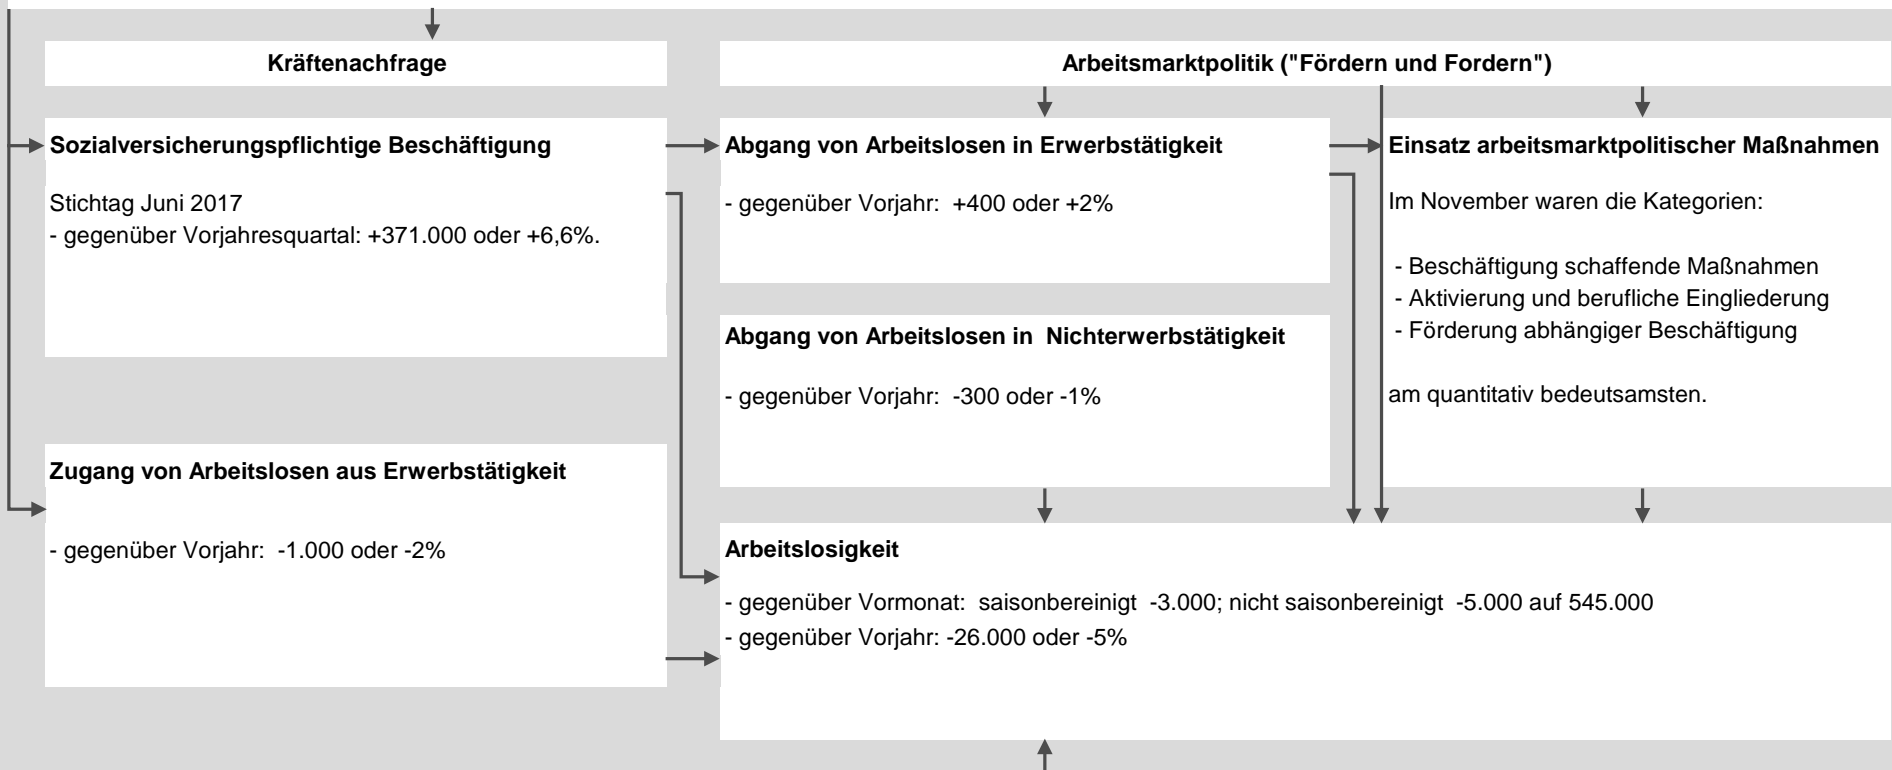 Kräftenachfrage
Arbeitsmarktpolitik ("Fördern und Fordern")
Sozialversicherungspflichtige Beschäftigung
Stichtag Juni 2017
- gegenüber Vorjahresquartal: +371.000 oder +6,6%.
Abgang von Arbeitslosen in Erwerbstätigkeit
- gegenüber Vorjahr: +400 oder +2%
Einsatz arbeitsmarktpolitischer Maßnahmen
Im November waren die Kategorien:
- Beschäftigung schaffende Maßnahmen
- Aktivierung und berufliche Eingliederung
- Förderung abhängiger Beschäftigung
am quantitativ bedeutsamsten.
Abgang von Arbeitslosen in Nichterwerbstätigkeit
- gegenüber Vorjahr: -300 oder -1%
Zugang von Arbeitslosen aus Erwerbstätigkeit
- gegenüber Vorjahr: -1.000 oder -2%
Arbeitslosigkeit
- gegenüber Vormonat: saisonbereinigt -3.000; nicht saisonbereinigt -5.000 auf 545.000
- gegenüber Vorjahr: -26.000 oder -5%